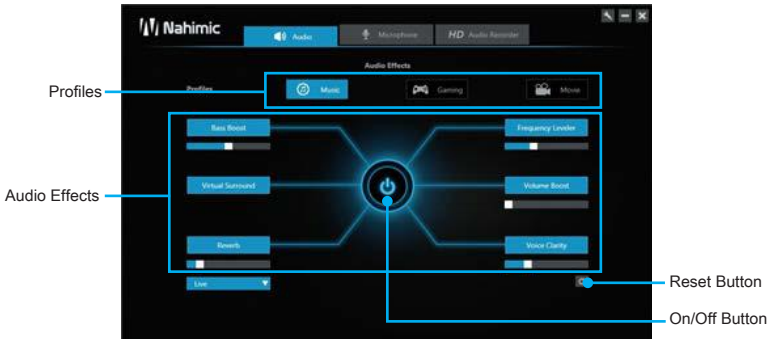 Nahimic
Audio
Microphone
HD Audio Recorder
Audio Effects
Profiles
Profiles
Music
Gaming
Movie
Bass Boost
Frequency Leveler
Audio Effects
Virtual Surround
Volume Boost
Reverb
Voice Clarity
Live
Reset Button
On/Off Button